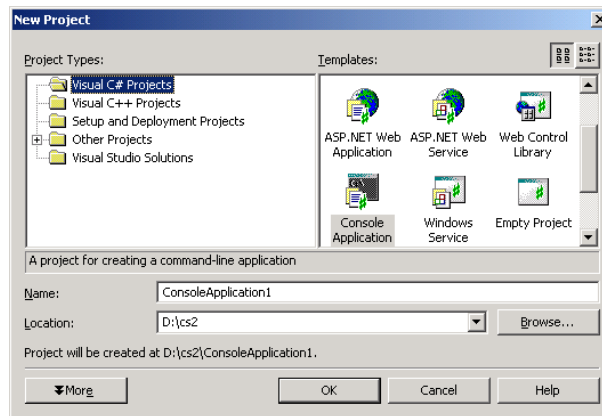 New Project
Project Types:
Templates:
Visual C# Projects
Visual C++ Projects
Setup and Deployment Projects
Other Projects
Visual Studio Solutions
ASP.NET Web Application
ASP.NET Web Service
Web Control Library
Console Application
Windows Service
Empty Project
A project for creating a command-line application
Name:
ConsoleApplication1
Location:
D:\cs2
Browse...
Project will be created at D:\cs2\ConsoleApplication1.
More
OK
Cancel
Help